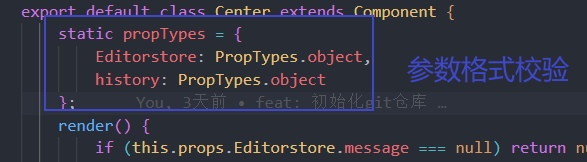 export default class Center extends Component {
static propTypes = {
Editorstore: PropTypes.object,
history: PropTypes.object
参数格式校验
};
You, 3天前 • feat: 初始化git仓库 …
render() {
if (this.props.Editorstore.message === null) return